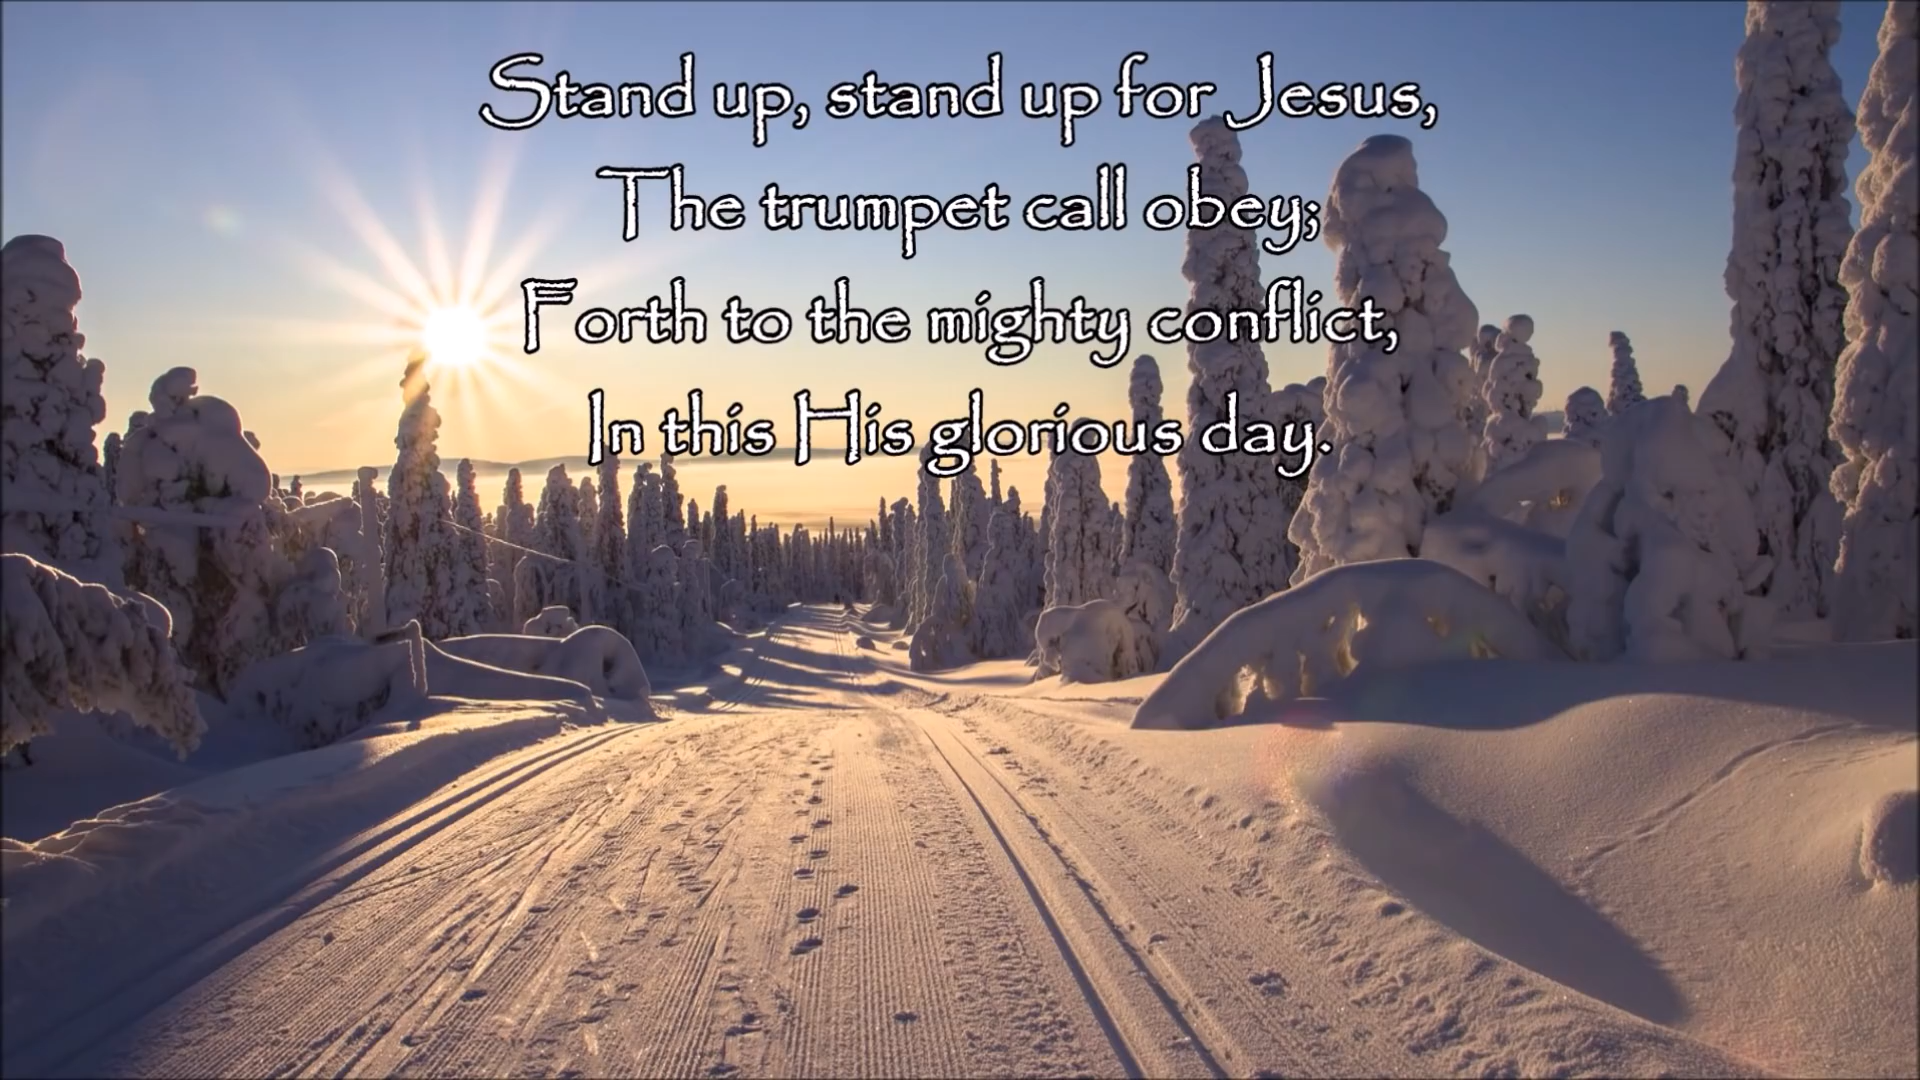 Stand up, stand up for Jesus,
The trumpet call obey;
Forth to the mighty conflict,
In this His glorious day.